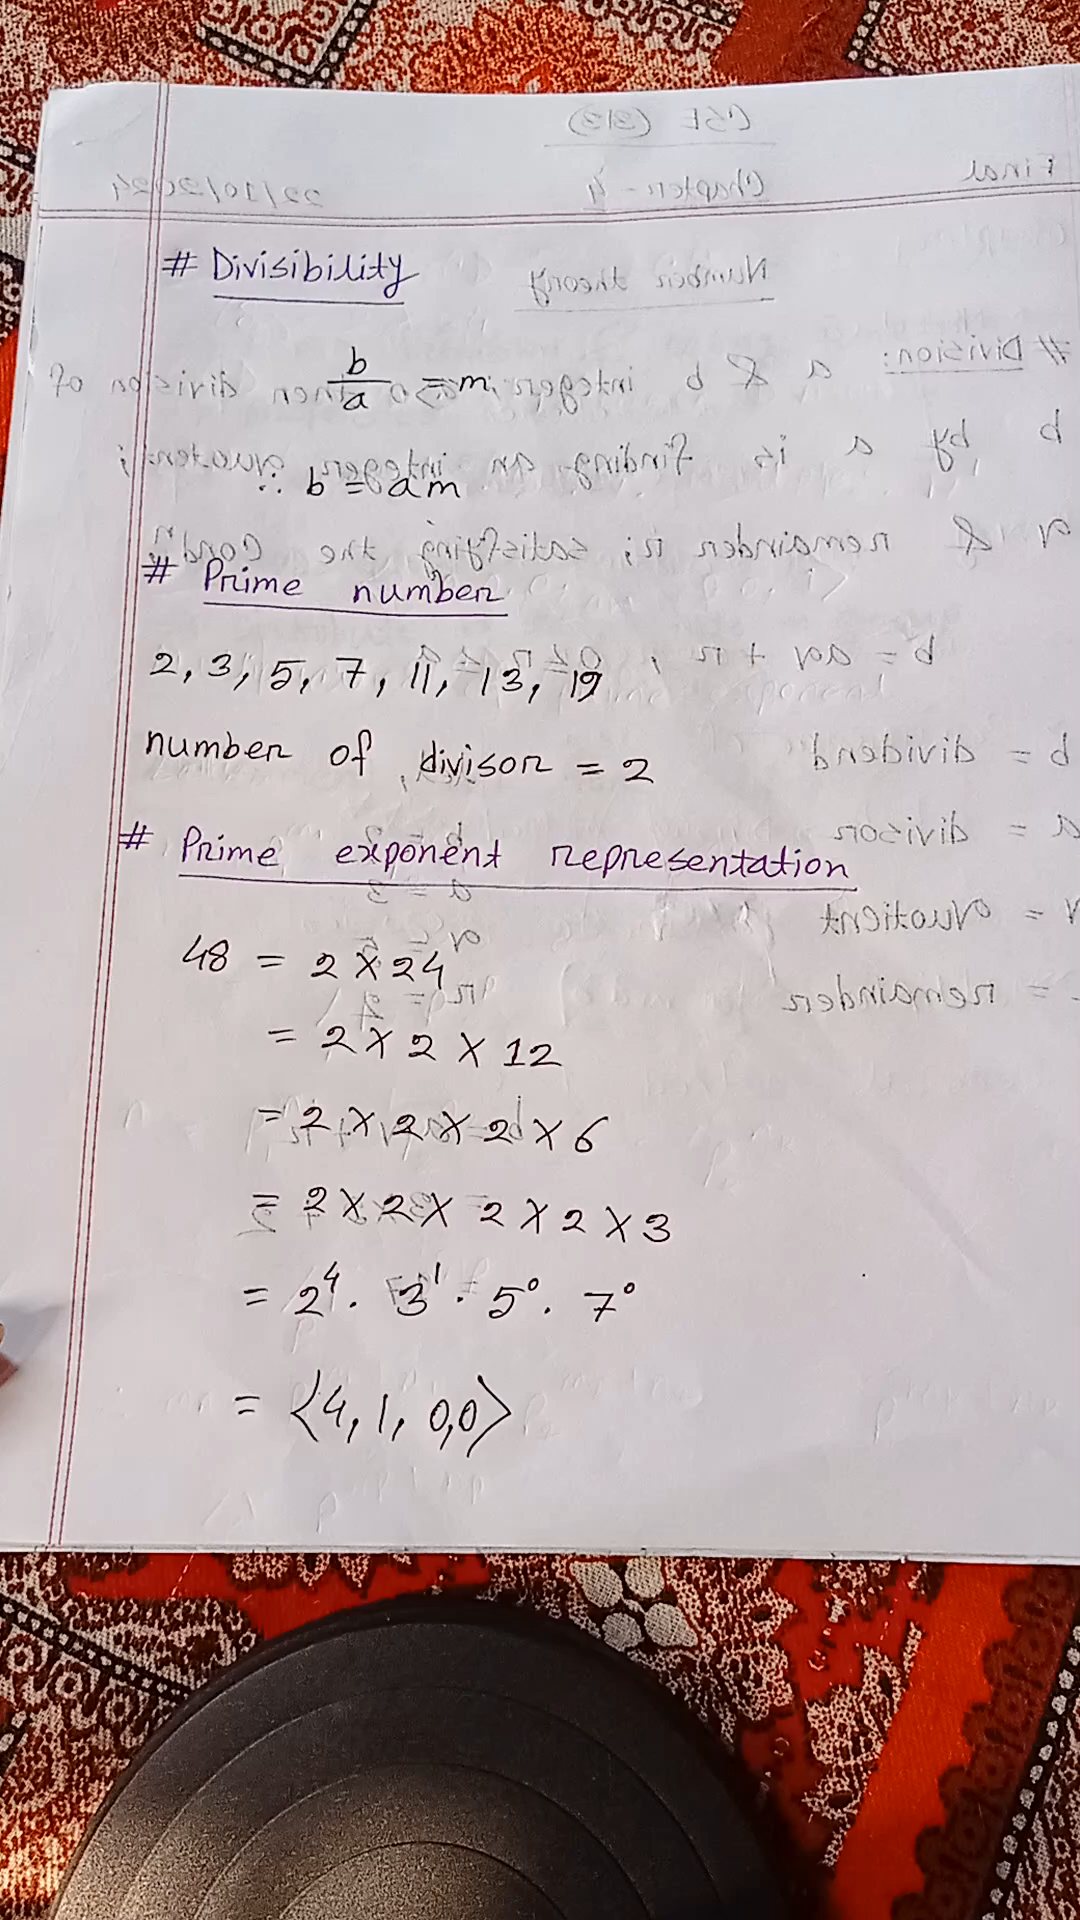 # Divisibility
b/a = m
∴ b = am
# Prime number
2, 3, 5, 7, 11, 13, 19
number of divisor = 2
# Prime exponent representation
48 = 2 × 24
= 2 × 2 × 12
= 2 × 2 × 2 × 6
= 2 × 2 × 2 × 2 × 3
= 2⁴ . 3¹ . 5⁰ . 7⁰
= ⟨4, 1, 0,0⟩